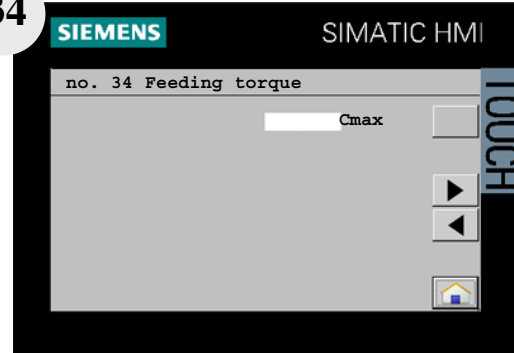 34
SIEMENS
SIMATIC HMI
TOUCH
no. 34 Feeding torque
Cmax